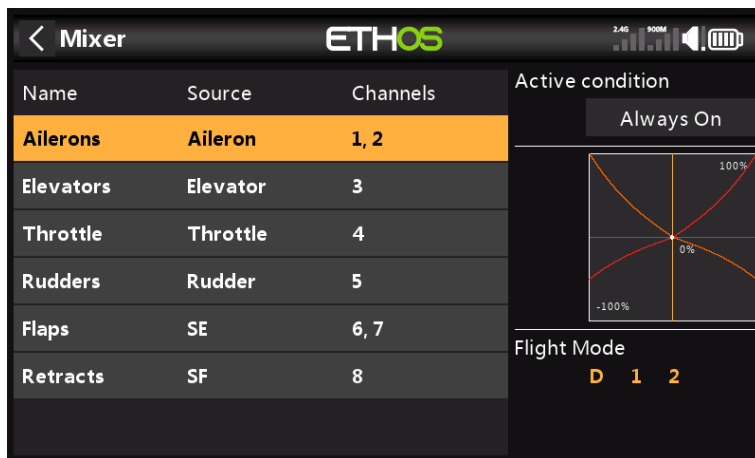 Mixer
ETHOS
2.4G 900M
Name Source Channels
Ailerons Aileron 1, 2
Elevators Elevator 3
Throttle Throttle 4
Rudders Rudder 5
Flaps SE 6, 7
Retracts SF 8
Active condition
Always On
100%
0%
-100%
Flight Mode
D 1 2